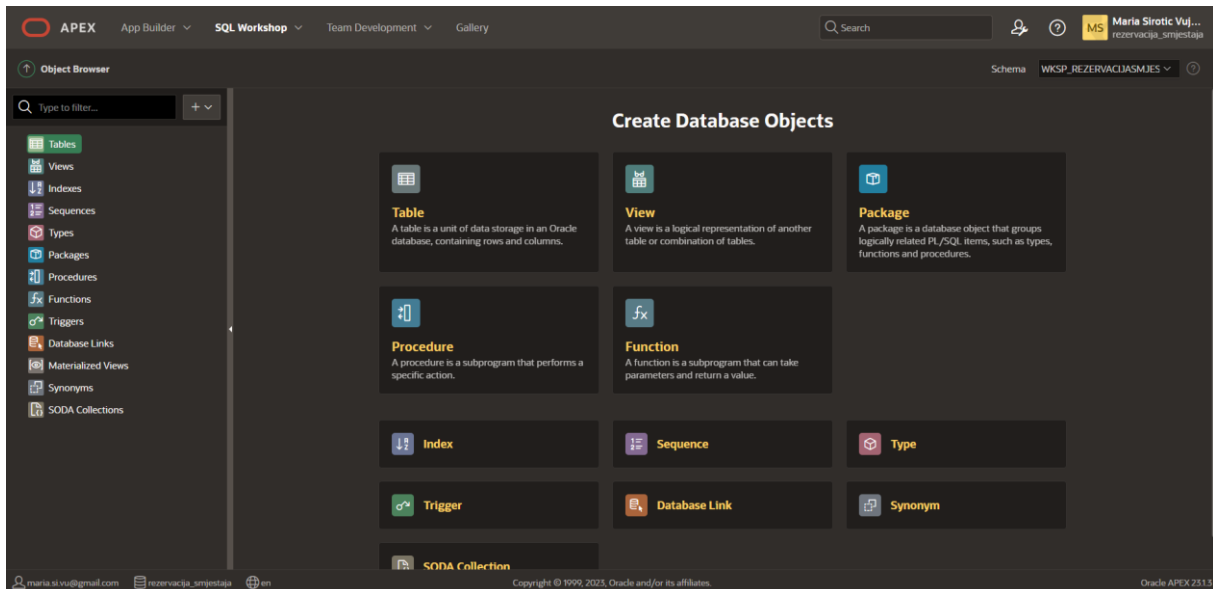 APEX App Builder SQL Workshop Team Development Gallery Search MS Maria Sirotic Vuj...
rezervacija_smjestaja
Object Browser Schema WKSP_REZERVACIJASMJES
Type to filter...
Tables
Views
Indexes
Sequences
Types
Packages
Procedures
Functions
Triggers
Database Links
Materialized Views
Synonyms
SODA Collections
Create Database Objects
Table
A table is a unit of data storage in an Oracle
database, containing rows and columns.
View
A view is a logical representation of another
table or combination of tables.
Package
A package is a database object that groups
logically related PL/SQL items, such as types,
functions and procedures.
Procedure
A procedure is a subprogram that performs a
specific action.
Function
A function is a subprogram that can take
parameters and return a value.
Index
Sequence
Type
Trigger
Database Link
Synonym
SODA Collection
maria.si.vu@gmail.com rezervacija_smjestaja en Copyright © 1999, 2023, Oracle and/or its affiliates. Oracle APEX 23.1.3